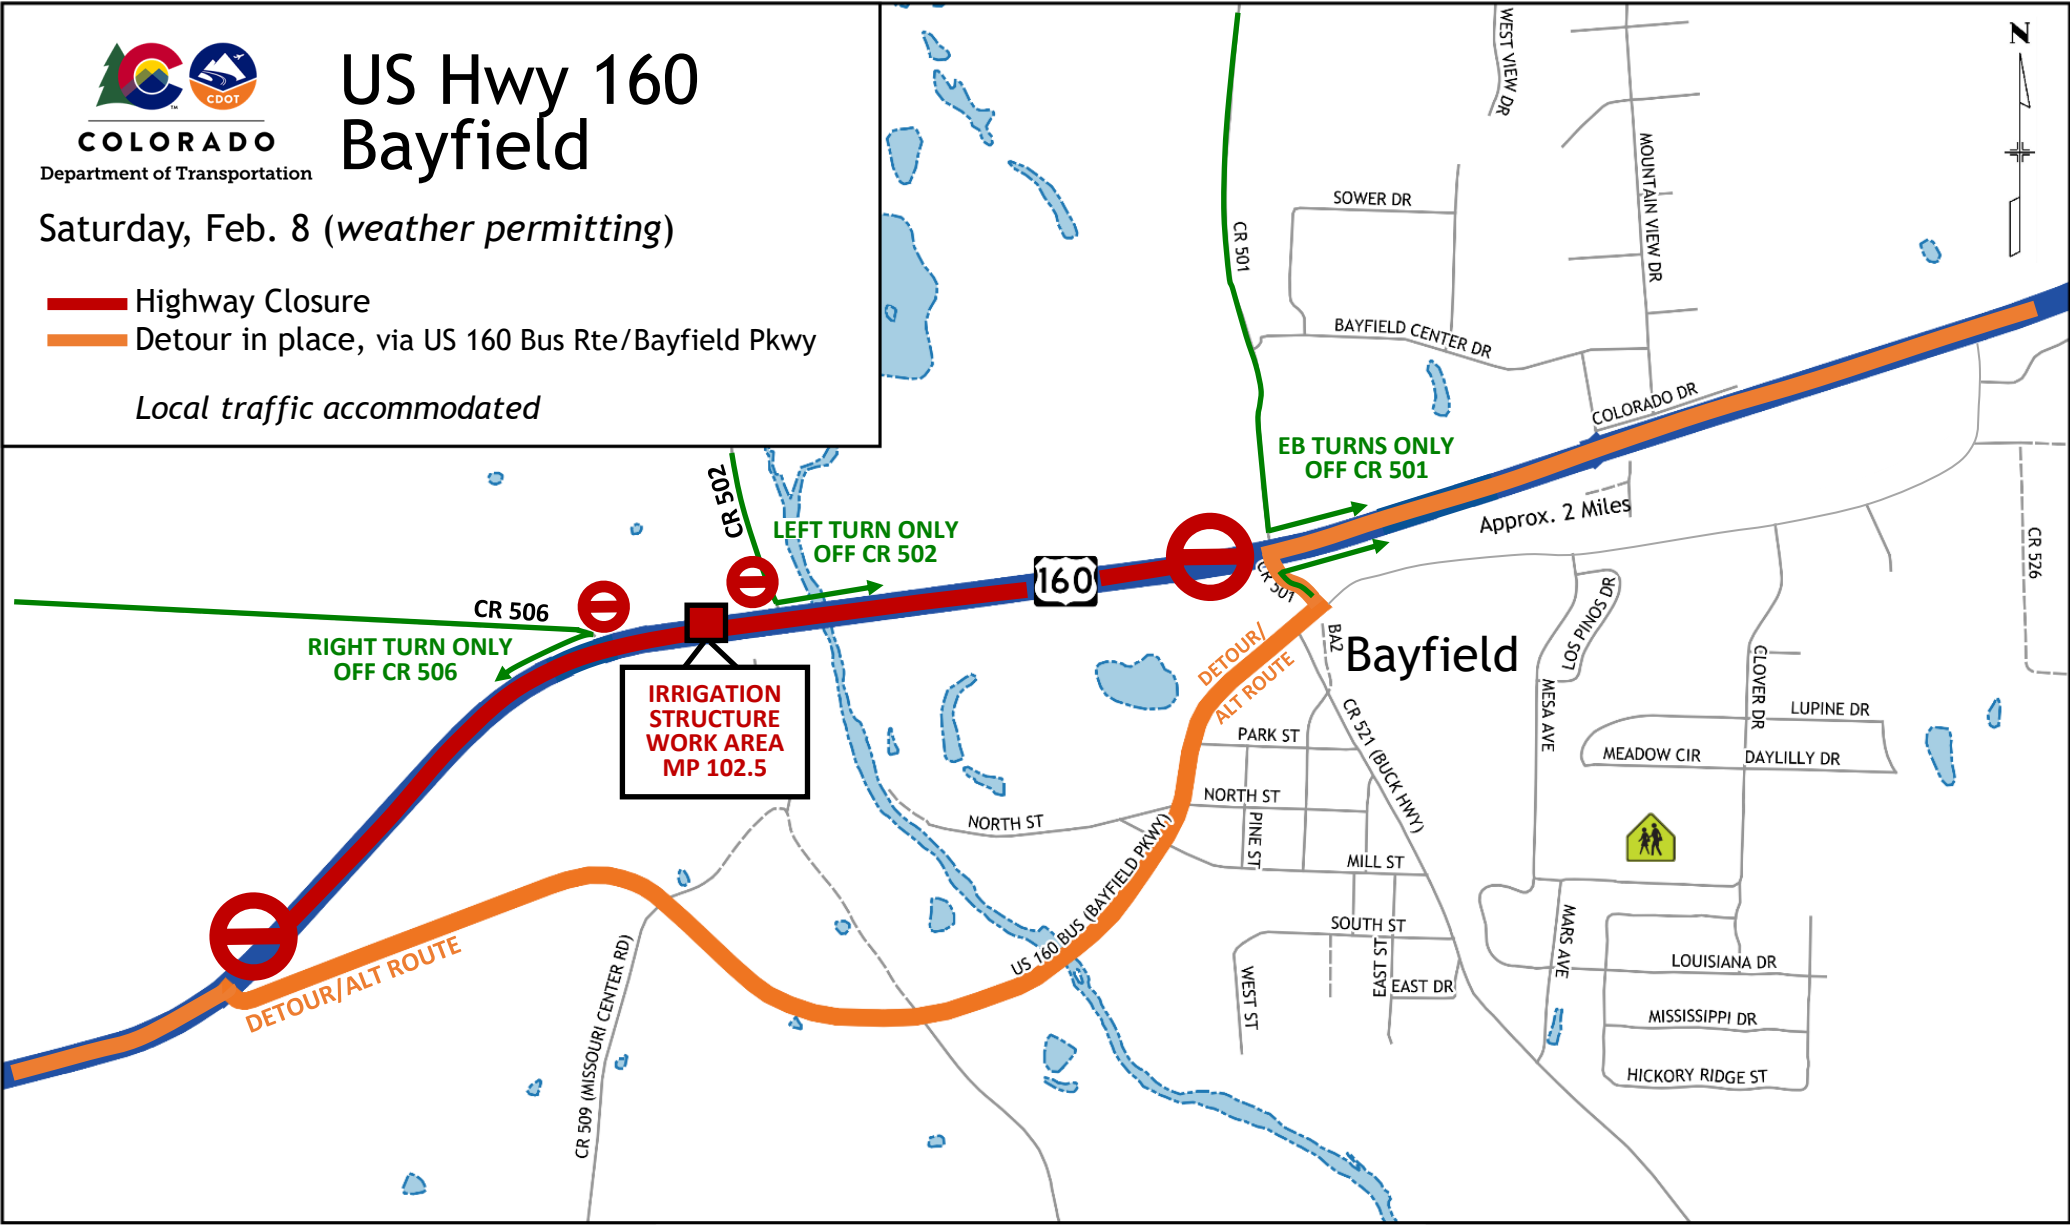 US Hwy 160
Bayfield
CDOT
TM
COLORADO
Department of Transportation
Saturday, Feb. 8 (weather permitting)
Highway Closure
Detour in place, via US 160 Bus Rte/Bayfield Pkwy
Local traffic accommodated
N
WEST VIEW DR
MOUNTAIN VIEW DR
SOWER DR
CR 501
BAYFIELD CENTER DR
COLORADO DR
EB TURNS ONLY
OFF CR 501
Approx. 2 Miles
CR 526
CR 502
LEFT TURN ONLY
OFF CR 502
160
CR 501
CR 506
RIGHT TURN ONLY
OFF CR 506
IRRIGATION
STRUCTURE
WORK AREA
MP 102.5
DETOUR/
ALT ROUTE
BA2
Bayfield
LOS PINOS DR
CLOVER DR
MESA AVE
LUPINE DR
MEADOW CIR
DAYLILLY DR
CR 521 (BUCK HWY)
PARK ST
NORTH ST
NORTH ST
PINE ST
MILL ST
US 160 BUS (BAYFIELD PKWY)
SOUTH ST
EAST ST
EAST DR
WEST ST
MARS AVE
LOUISIANA DR
MISSISSIPPI DR
HICKORY RIDGE ST
DETOUR/ALT ROUTE
CR 509 (MISSOURI CENTER RD)